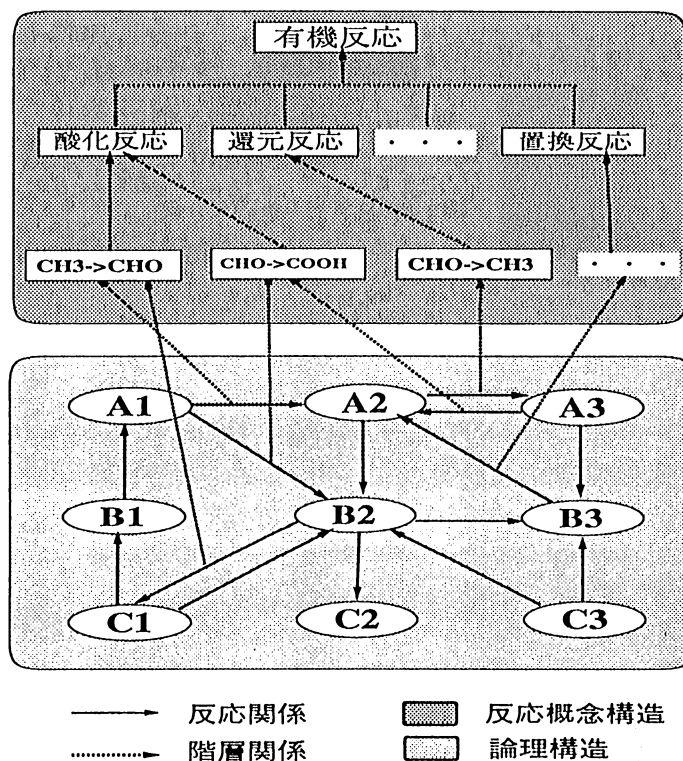 有機反応
酸化反応 還元反応 ・・・ 置換反応
CH3->CHO CHO->COOH CHO->CH3 ・・・
A1 A2 A3
B1 B2 B3
C1 C2 C3
反応関係 反応概念構造
階層関係 論理構造